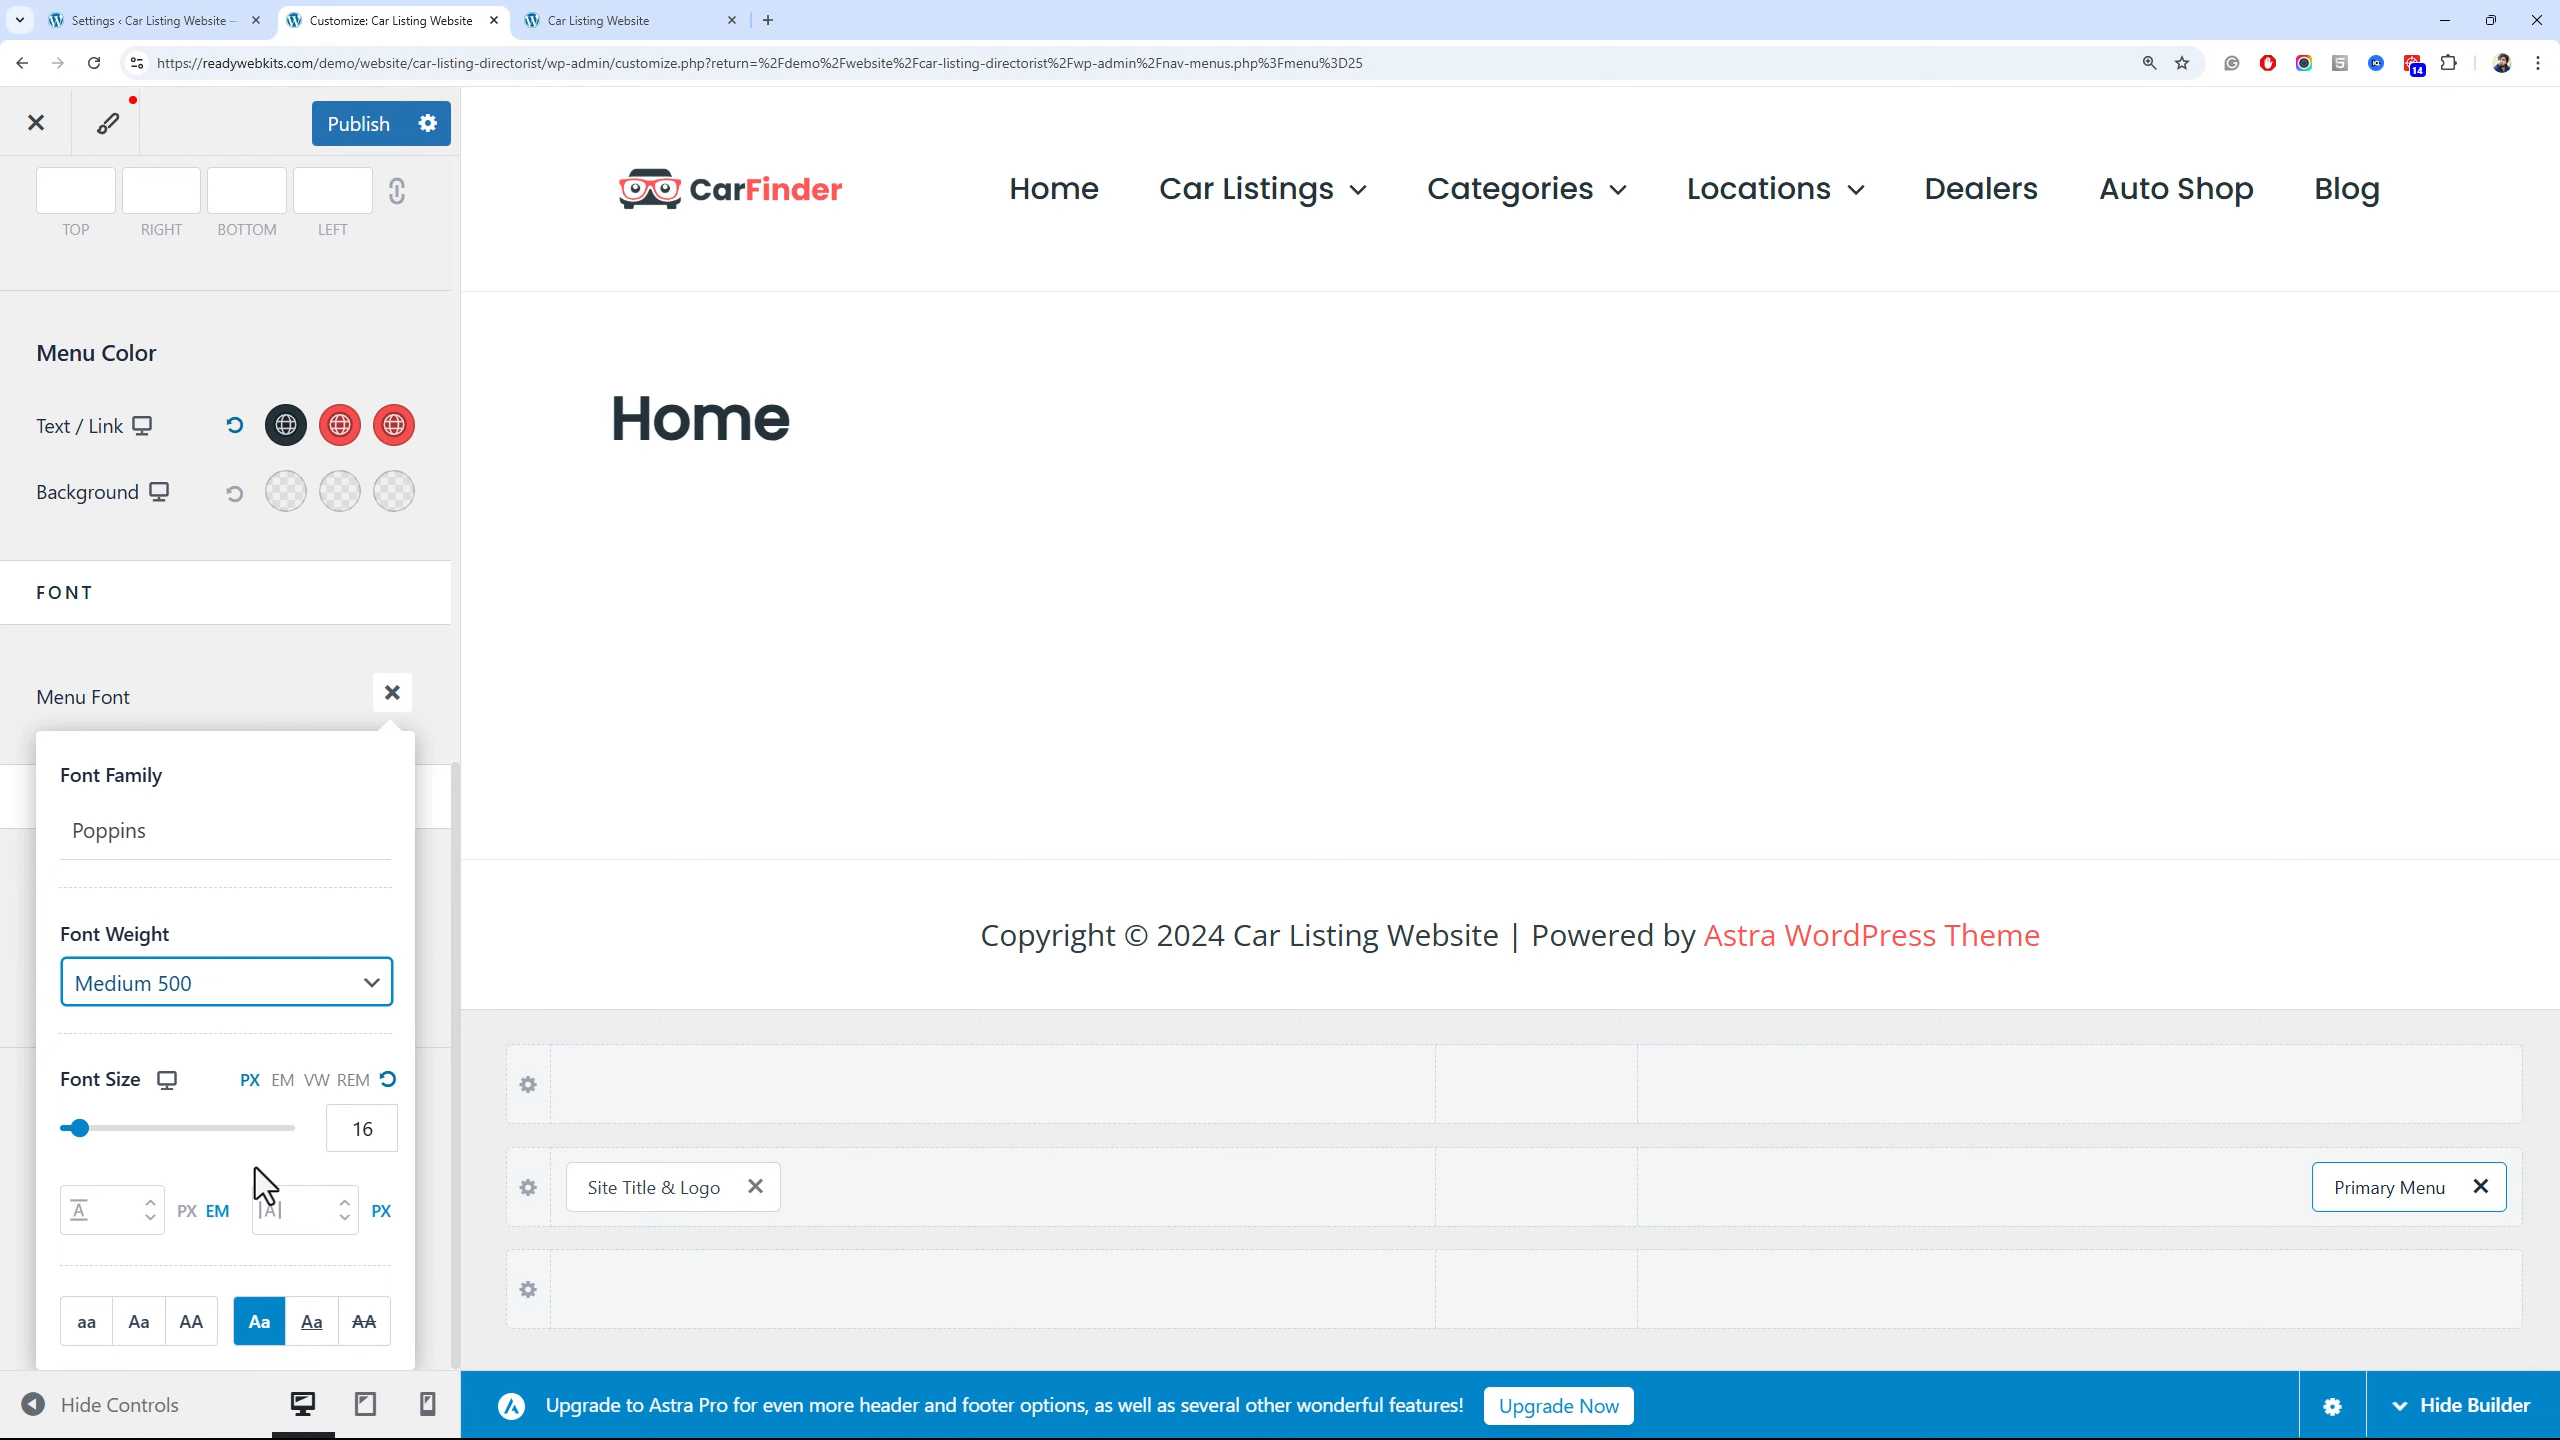 Settings ‹ Car Listing Website —
Customize: Car Listing Website
Car Listing Website
https://readywebkits.com/demo/website/car-listing-directorist/wp-admin/customize.php?return=%2Fdemo%2Fwebsite%2Fcar-listing-directorist%2Fwp-admin%2Fnav-menus.php%3Fmenu%3D25
14
Publish
TOP RIGHT BOTTOM LEFT
CarFinder
Home Car Listings Categories Locations Dealers Auto Shop Blog
Menu Color
Text / Link
Background
Home
FONT
Menu Font
Font Family
Poppins
Font Weight
Medium 500
Copyright © 2024 Car Listing Website | Powered by Astra WordPress Theme
Font Size PX EM VW REM
16
A PX EM |A| PX
Site Title & Logo
Primary Menu
aa Aa AA Aa Aa AA
Hide Controls
Upgrade to Astra Pro for even more header and footer options, as well as several other wonderful features!
Upgrade Now
Hide Builder